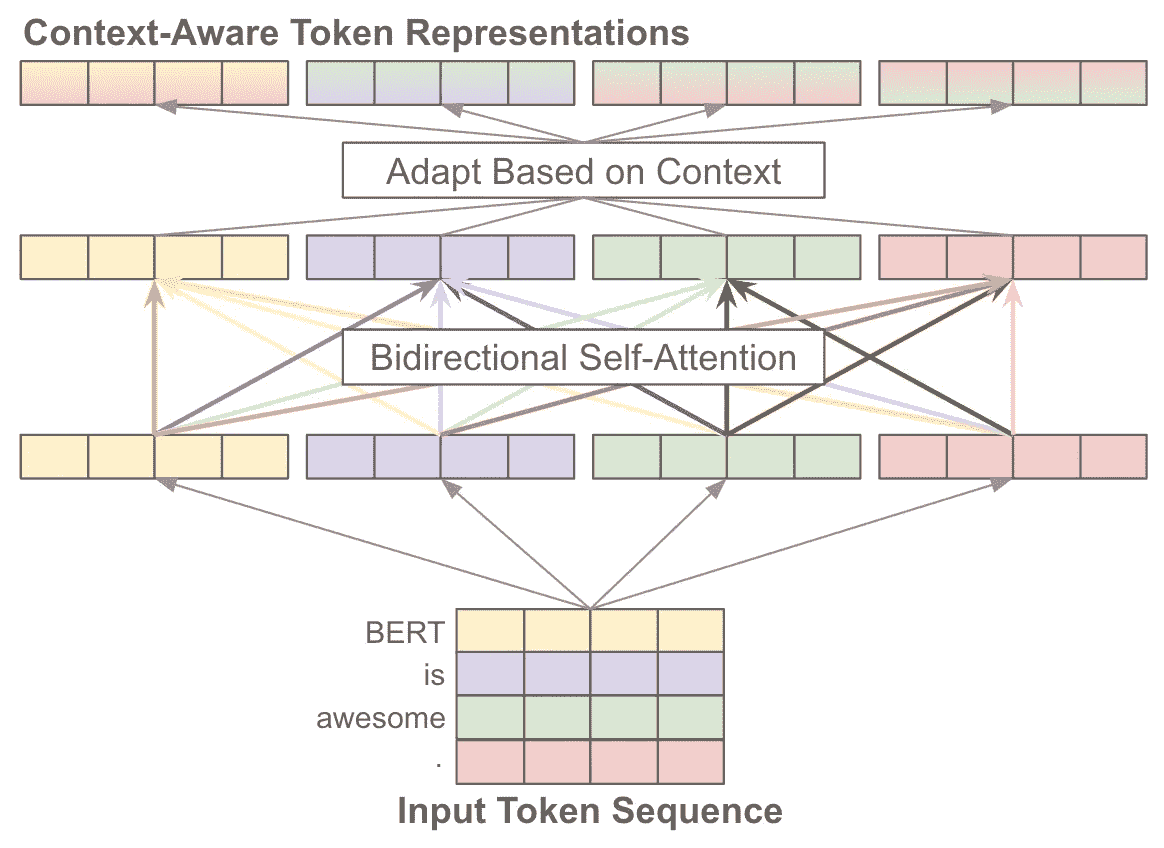 Context-Aware Token Representations
Adapt Based on Context
Bidirectional Self-Attention
BERT
is
awesome
.
Input Token Sequence